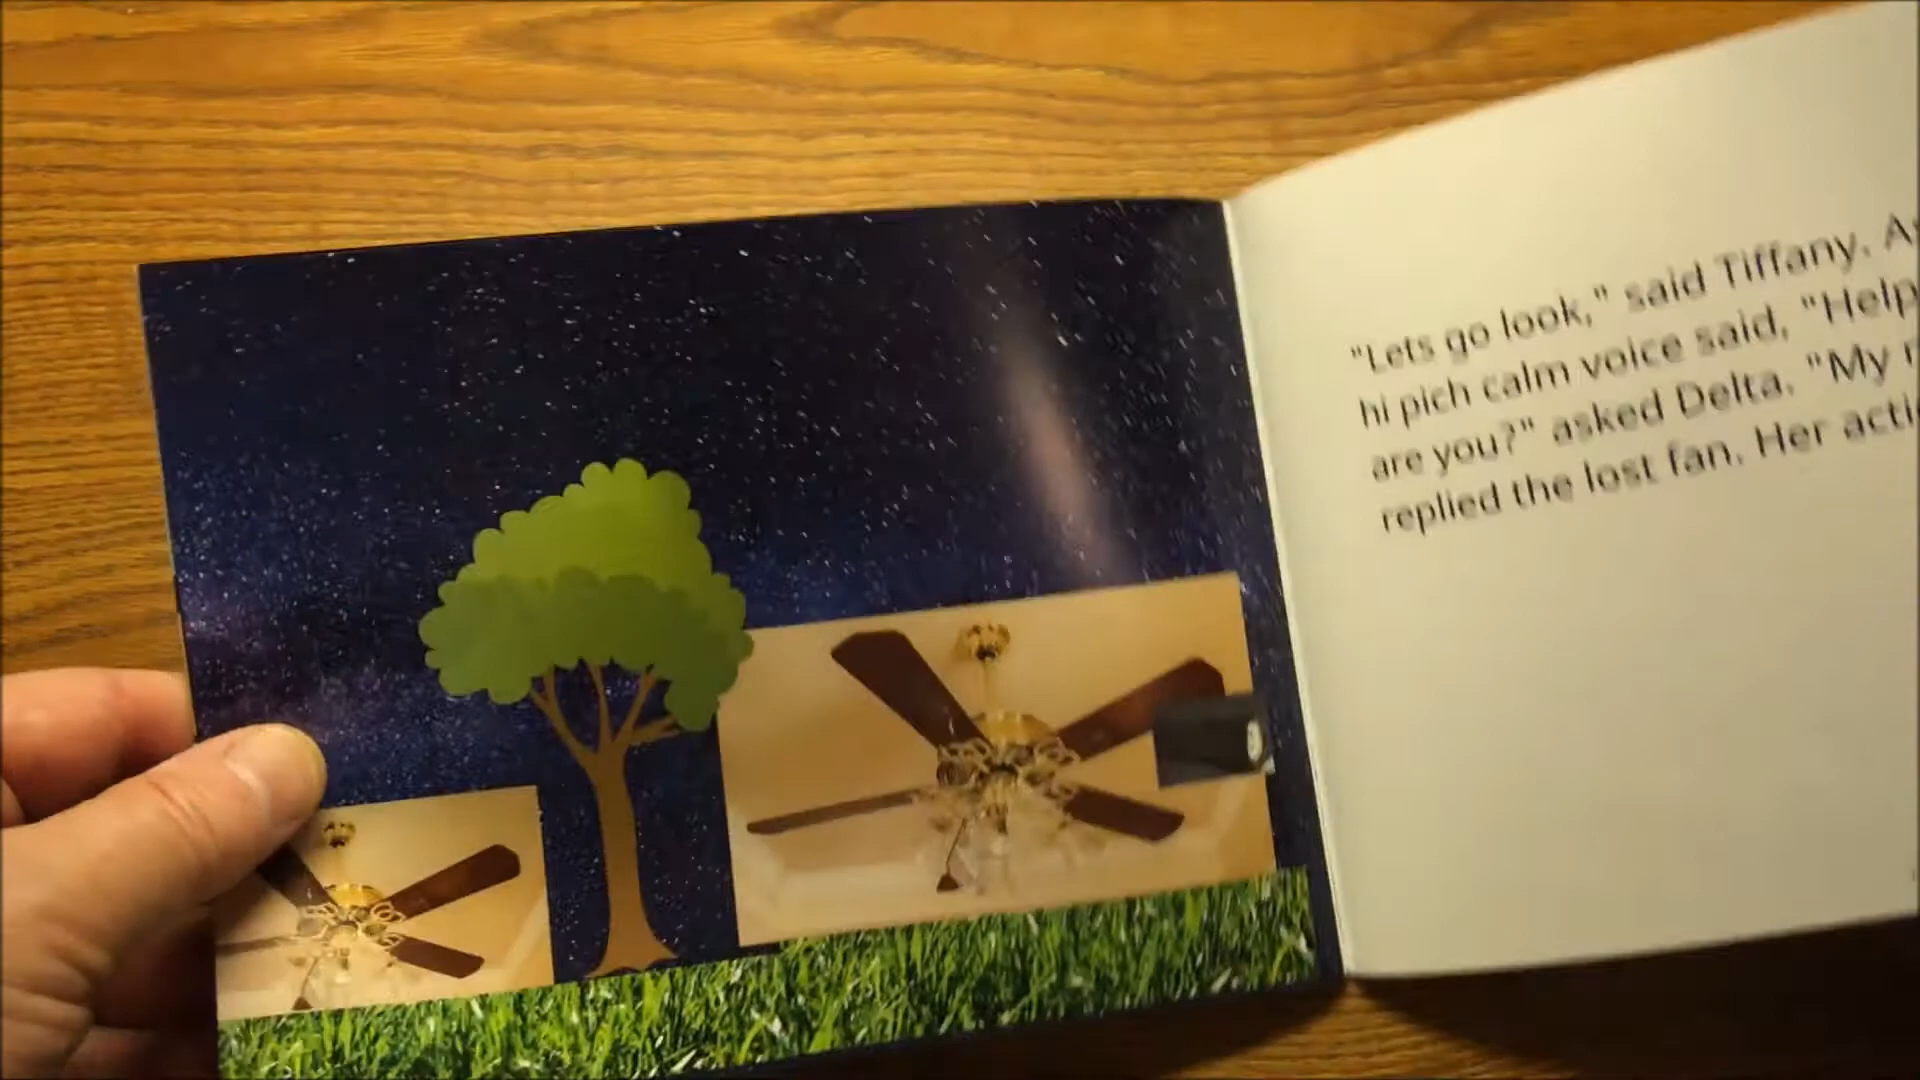 "Lets go look," said Tiffany.
hi pich calm voice said, "Help
are you?" asked Delta. "My
replied the lost fan. Her